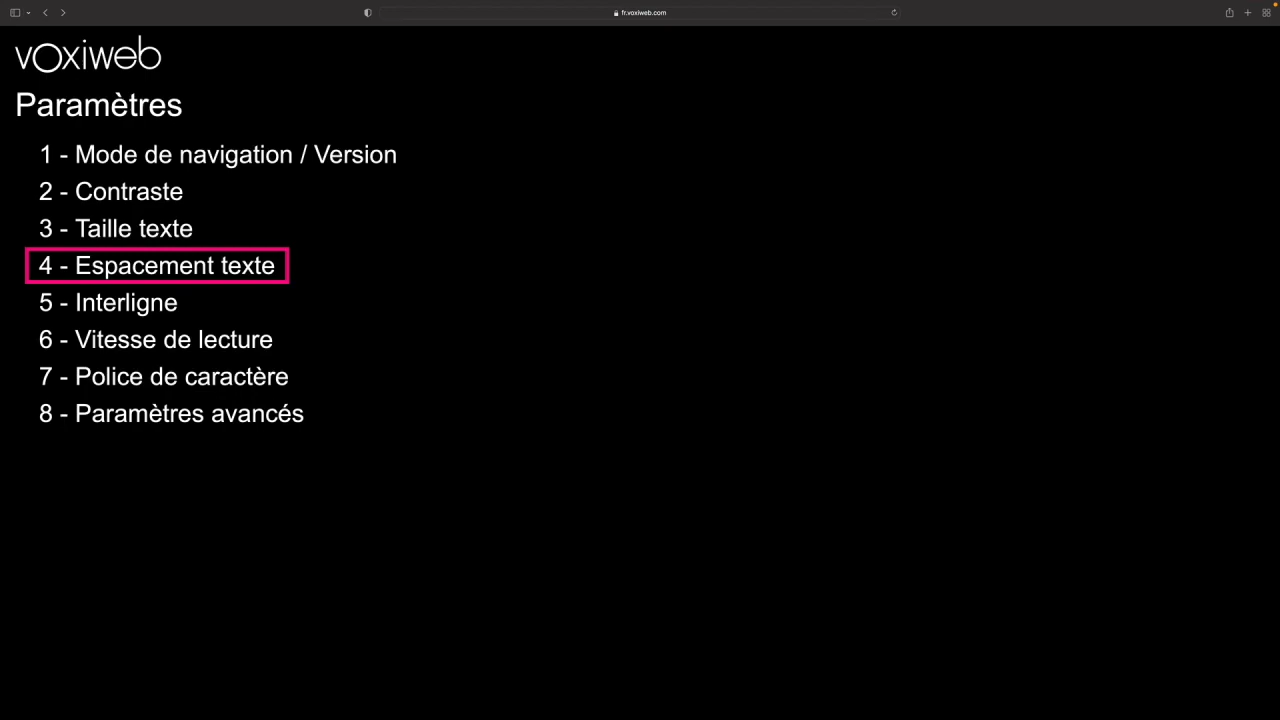 fr.voxiweb.com
voxiweb
Paramètres
1 - Mode de navigation / Version
2 - Contraste
3 - Taille texte
4 - Espacement texte
5 - Interligne
6 - Vitesse de lecture
7 - Police de caractère
8 - Paramètres avancés